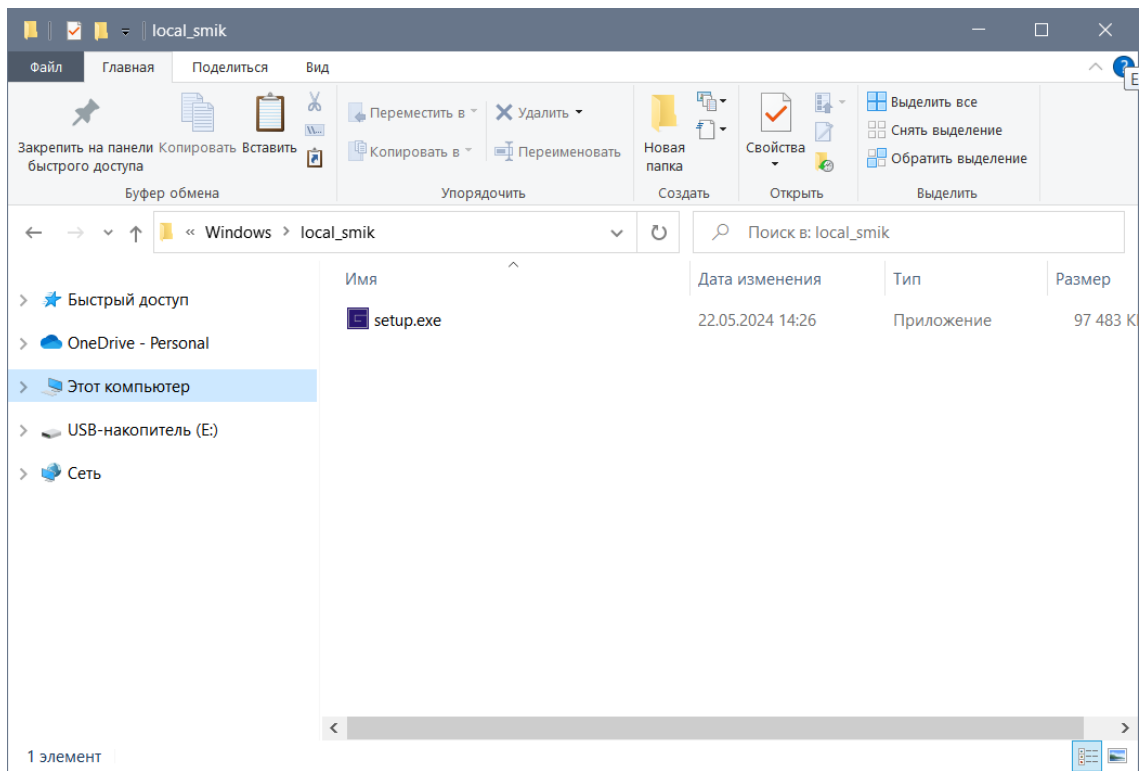 local_smik
Файл Главная Поделиться Вид
Закрепить на панели
быстрого доступа
Копировать
Вставить
W...
Буфер обмена
Переместить в
Копировать в
Удалить
Переименовать
Упорядочить
Новая
папка
Создать
Свойства
Открыть
Выделить все
Снять выделение
Обратить выделение
Выделить
?
E
« Windows > local_smik
Поиск в: local_smik
Имя Дата изменения Тип Размер
setup.exe 22.05.2024 14:26 Приложение 97 483 К
Быстрый доступ
OneDrive - Personal
Этот компьютер
USB-накопитель (E:)
Сеть
1 элемент